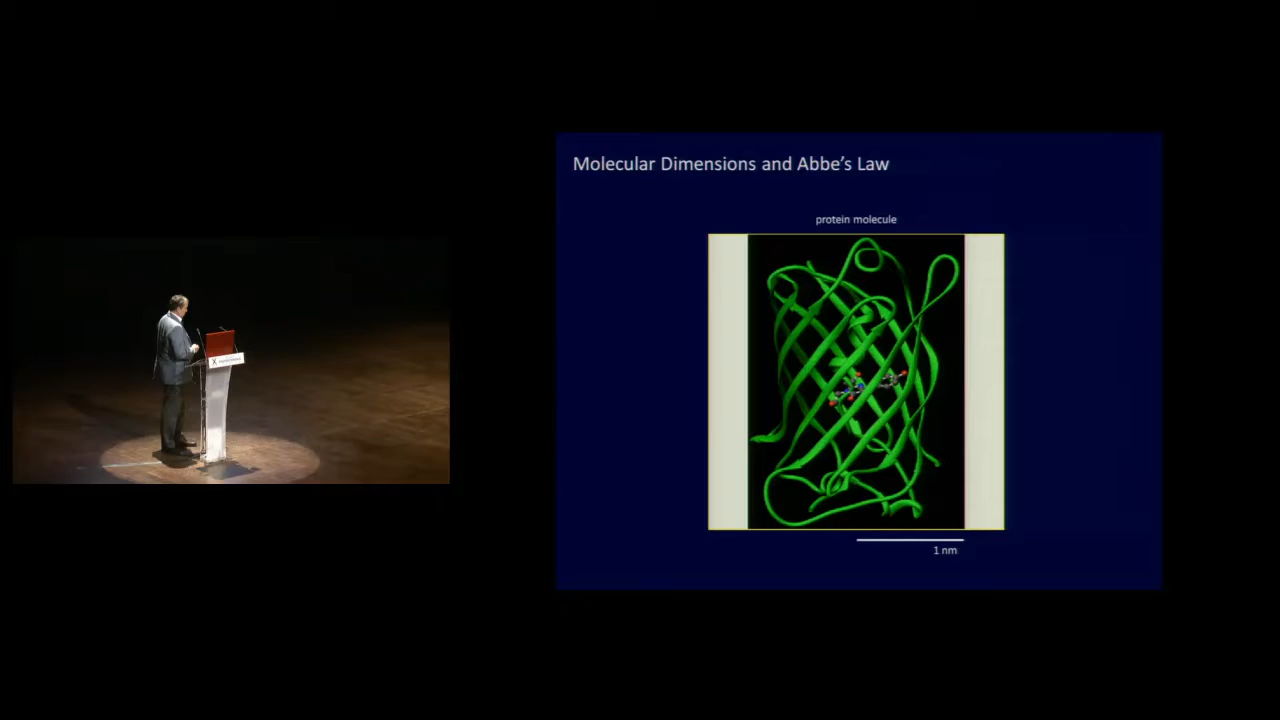 Molecular Dimensions and Abbe’s Law
protein molecule
1 nm